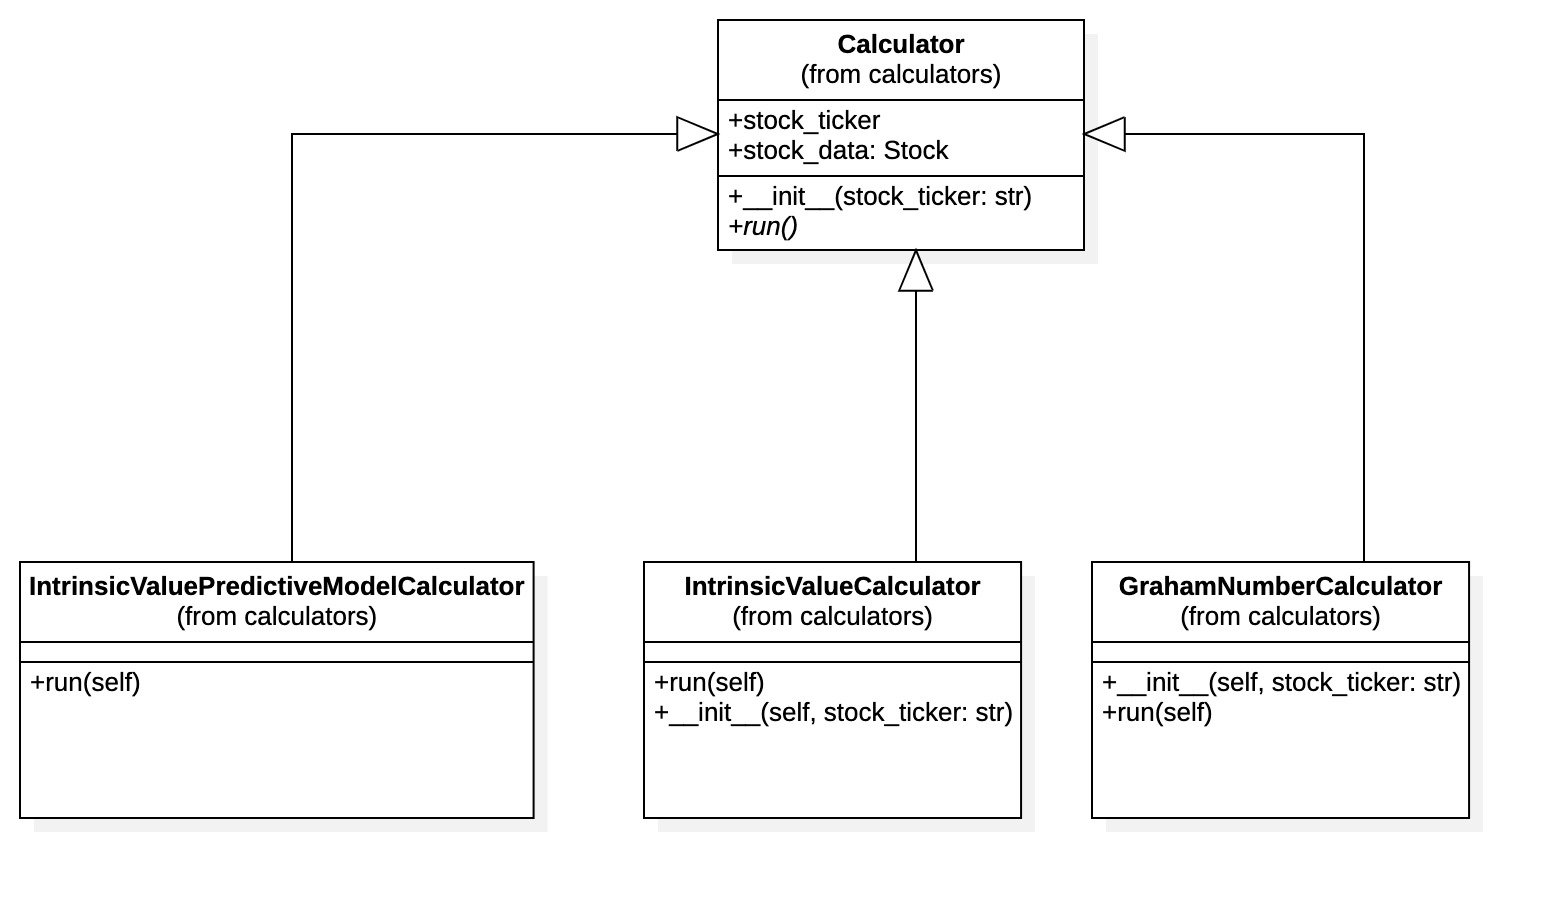 Calculator
(from calculators)
+stock_ticker
+stock_data: Stock
+__init__(stock_ticker: str)
+run()
IntrinsicValuePredictiveModelCalculator
(from calculators)
+run(self)
IntrinsicValueCalculator
(from calculators)
+run(self)
+__init__(self, stock_ticker: str)
GrahamNumberCalculator
(from calculators)
+__init__(self, stock_ticker: str)
+run(self)